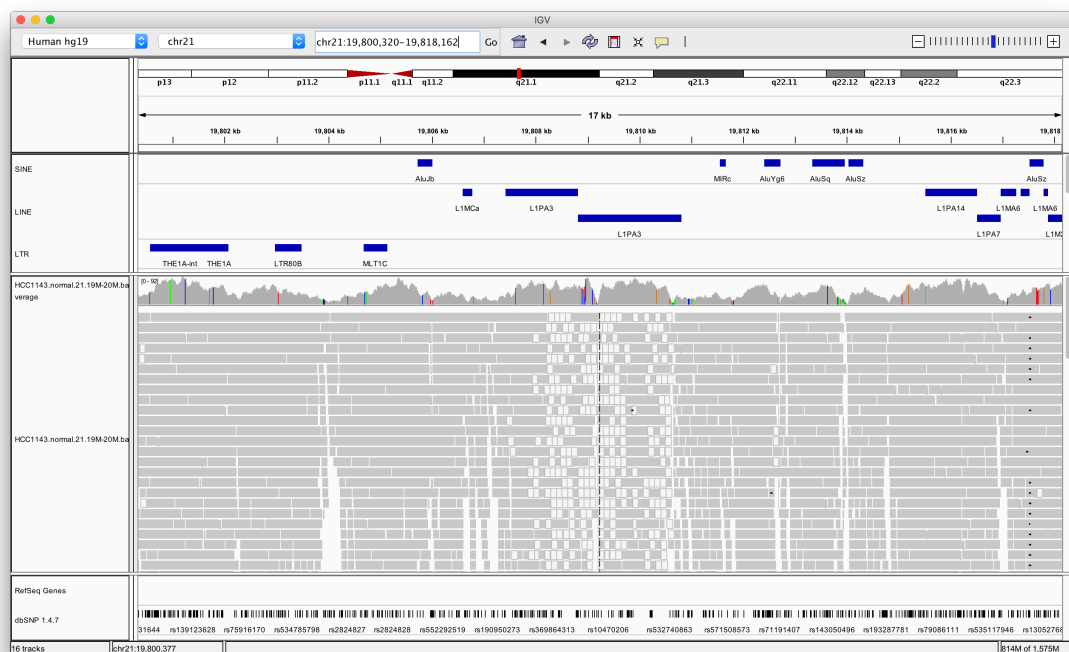 IGV
Human hg19 chr21 chr21:19,800,320-19,818,162 Go
p13 p12 p11.2 p11.1 q11.1 q11.2 q21.1 q21.2 q21.3 q22.11 q22.12 q22.13 q22.2 q22.3
17 kb
19,802 kb 19,804 kb 19,806 kb 19,808 kb 19,810 kb 19,812 kb 19,814 kb 19,816 kb 19,818
SINE
AluJb MIRc AluYg6 AluSq AluSz AluSz
LINE
L1MCa L1PA3 L1PA14 L1MA6 L1MA6
L1PA3 L1PA7 L1M2
LTR
THE1A-int THE1A LTR80B MLT1C
HCC1143.normal.21.19M-20M.ba
verage
[0 - 92]
HCC1143.normal.21.19M-20M.ba
RefSeq Genes
dbSNP 1.4.7
31644 rs139123628 rs75916170 rs534785798 rs2824827 rs2824828 rs552292519 rs190950273 rs369864313 rs10470206 rs532740863 rs571508573 rs71191407 rs143050496 rs193287781 rs79086111 rs535117946 rs13052768
16 tracks chr21:19,800,377 814M of 1,575M